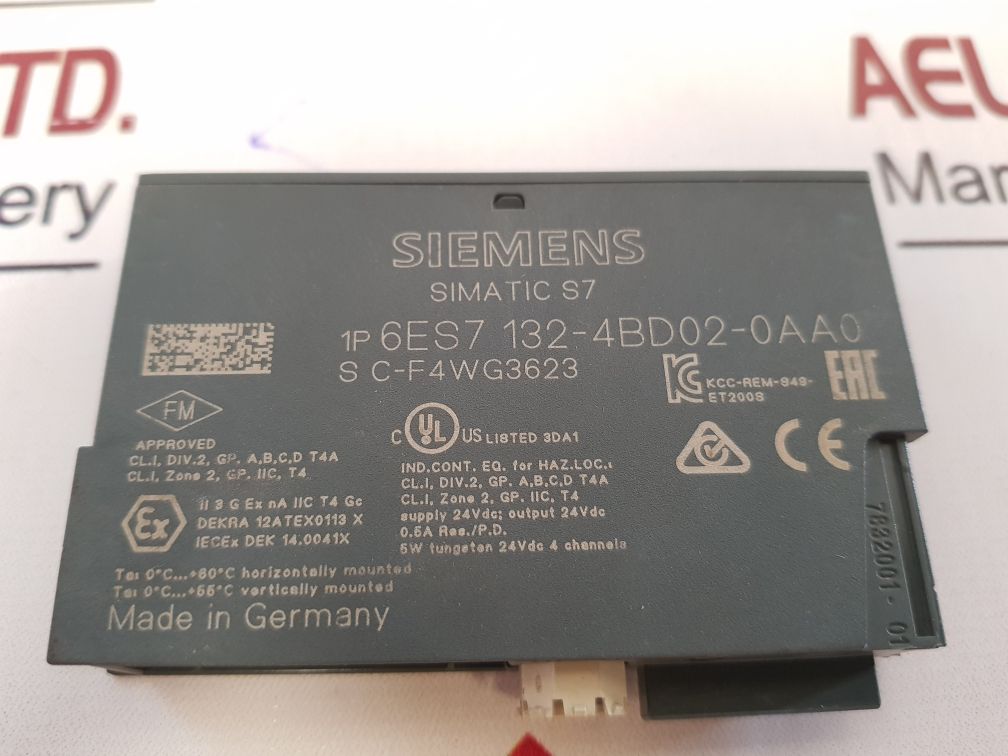 TD.
ery
AEL
Mar
SIEMENS
SIMATIC S7
1P 6ES7 132-4BD02-0AA0
S C-F4WG3623
KCC-REM-S49-
ET200S
EAC
FM
APPROVED
CL.I, DIV.2, GP. A,B,C,D T4A
CL.I, Zone 2, GP. IIC, T4
C UL US LISTED 3DA1
IND.CONT. EQ. for HAZ.LOC.:
CL.I, DIV.2, GP. A,B,C,D T4A
CL.I, Zone 2, GP. IIC, T4
supply 24Vdc; output 24Vdc
0.5A Res./P.D.
5W tungsten 24Vdc 4 channels
CE
Ex
II 3 G Ex nA IIC T4 Gc
DEKRA 12ATEX0113 X
IECEx DEK 14.0041X
Ta: 0°C...+60°C horizontally mounted
Ta: 0°C...+55°C vertically mounted
Made in Germany
7882001- 01